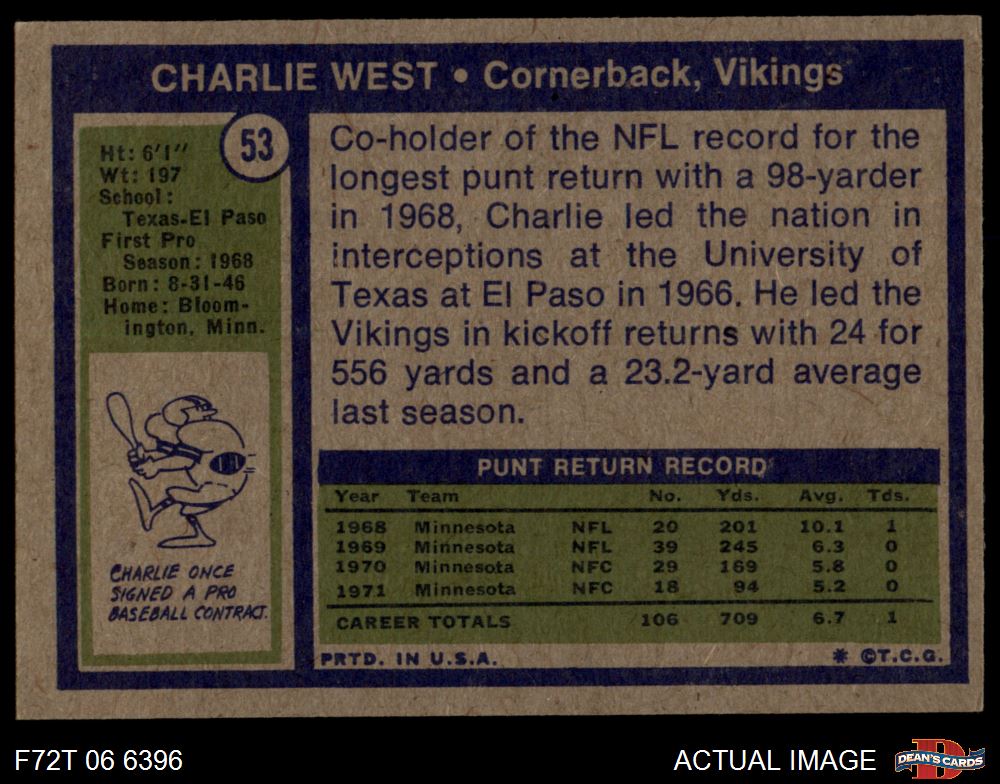 CHARLIE WEST • Cornerback, Vikings
53
Ht: 6'1"
Wt: 197
School:
Texas-El Paso
First Pro
Season: 1968
Born: 8-31-46
Home: Bloom-
ington, Minn.
CHARLIE ONCE
SIGNED A PRO
BASEBALL CONTRACT.
Co-holder of the NFL record for the
longest punt return with a 98-yarder
in 1968, Charlie led the nation in
interceptions at the University of
Texas at El Paso in 1966. He led the
Vikings in kickoff returns with 24 for
556 yards and a 23.2-yard average
last season.
PUNT RETURN RECORD
Year Team No. Yds. Avg. Tds.
1968 Minnesota NFL 20 201 10.1 1
1969 Minnesota NFL 39 245 6.3 0
1970 Minnesota NFC 29 169 5.8 0
1971 Minnesota NFC 18 94 5.2 0
CAREER TOTALS 106 709 6.7 1
PRTD. IN U.S.A. * ©T.C.G.
F72T 06 6396 ACTUAL IMAGE
D
DEAN'S CARDS